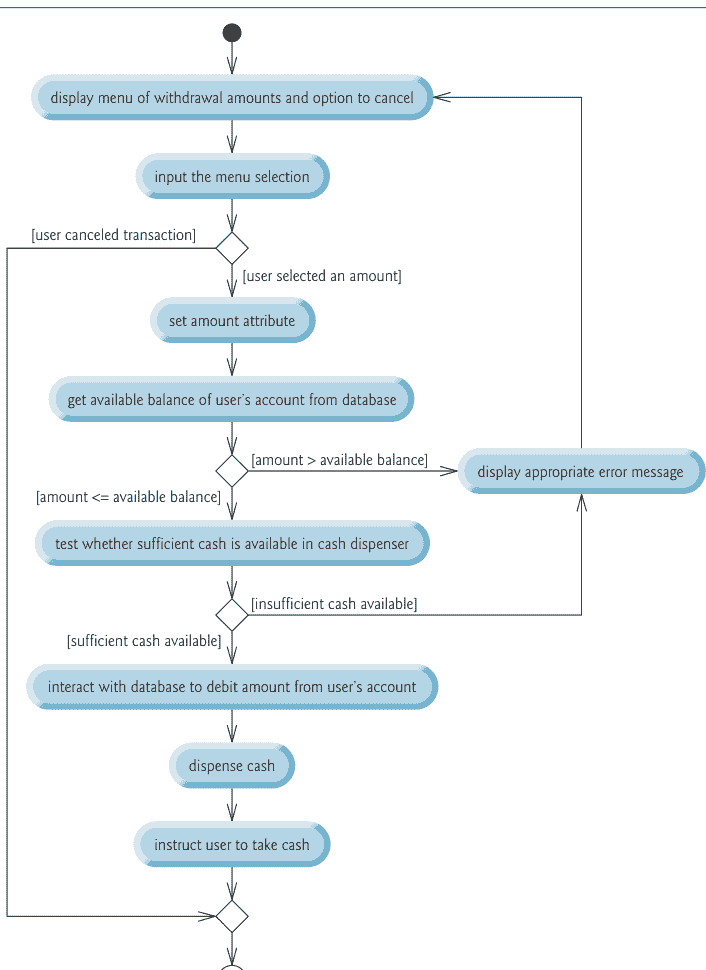 display menu of withdrawal amounts and option to cancel
input the menu selection
[user canceled transaction]
[user selected an amount]
set amount attribute
get available balance of user's account from database
[amount > available balance]
display appropriate error message
[amount <= available balance]
test whether sufficient cash is available in cash dispenser
[insufficient cash available]
[sufficient cash available]
interact with database to debit amount from user's account
dispense cash
instruct user to take cash